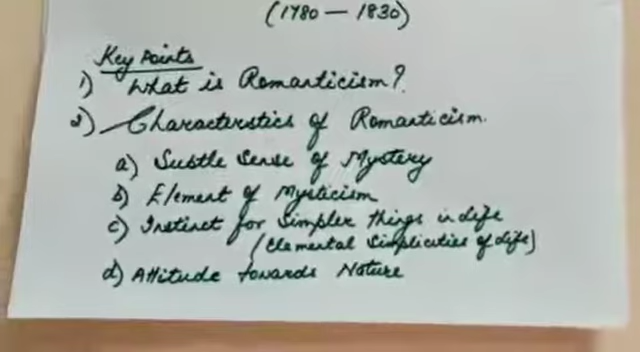 (1780 — 1830)
Key Points
1) What is Romanticism?
2) Characterstics of Romanticism.
a) Subtle Sense of Mystery
b) Element of Mysticism
c) Instinct for Simpler things in life
(Elemental Simplicities of life)
d) Attitude towards Nature